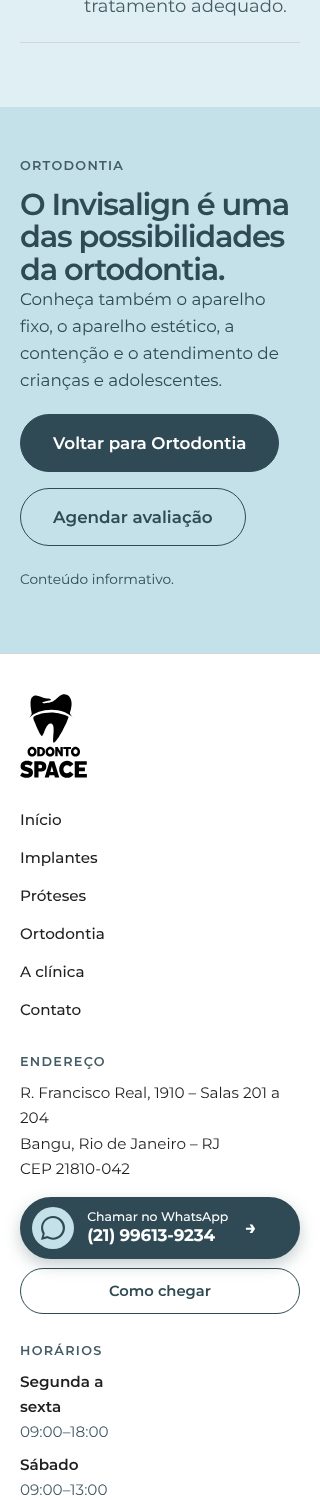 tratamento adequado.
ORTODONTIA
O Invisalign é uma
das possibilidades
da ortodontia.
Conheça também o aparelho
fixo, o aparelho estético, a
contenção e o atendimento de
crianças e adolescentes.
Voltar para Ortodontia
Agendar avaliação
Conteúdo informativo.
ODONTO
SPACE
Início
Implantes
Próteses
Ortodontia
A clínica
Contato
ENDEREÇO
R. Francisco Real, 1910 – Salas 201 a
204
Bangu, Rio de Janeiro – RJ
CEP 21810-042
Chamar no WhatsApp
(21) 99613-9234 →
Como chegar
HORÁRIOS
Segunda a
sexta
09:00–18:00
Sábado
09:00–13:00